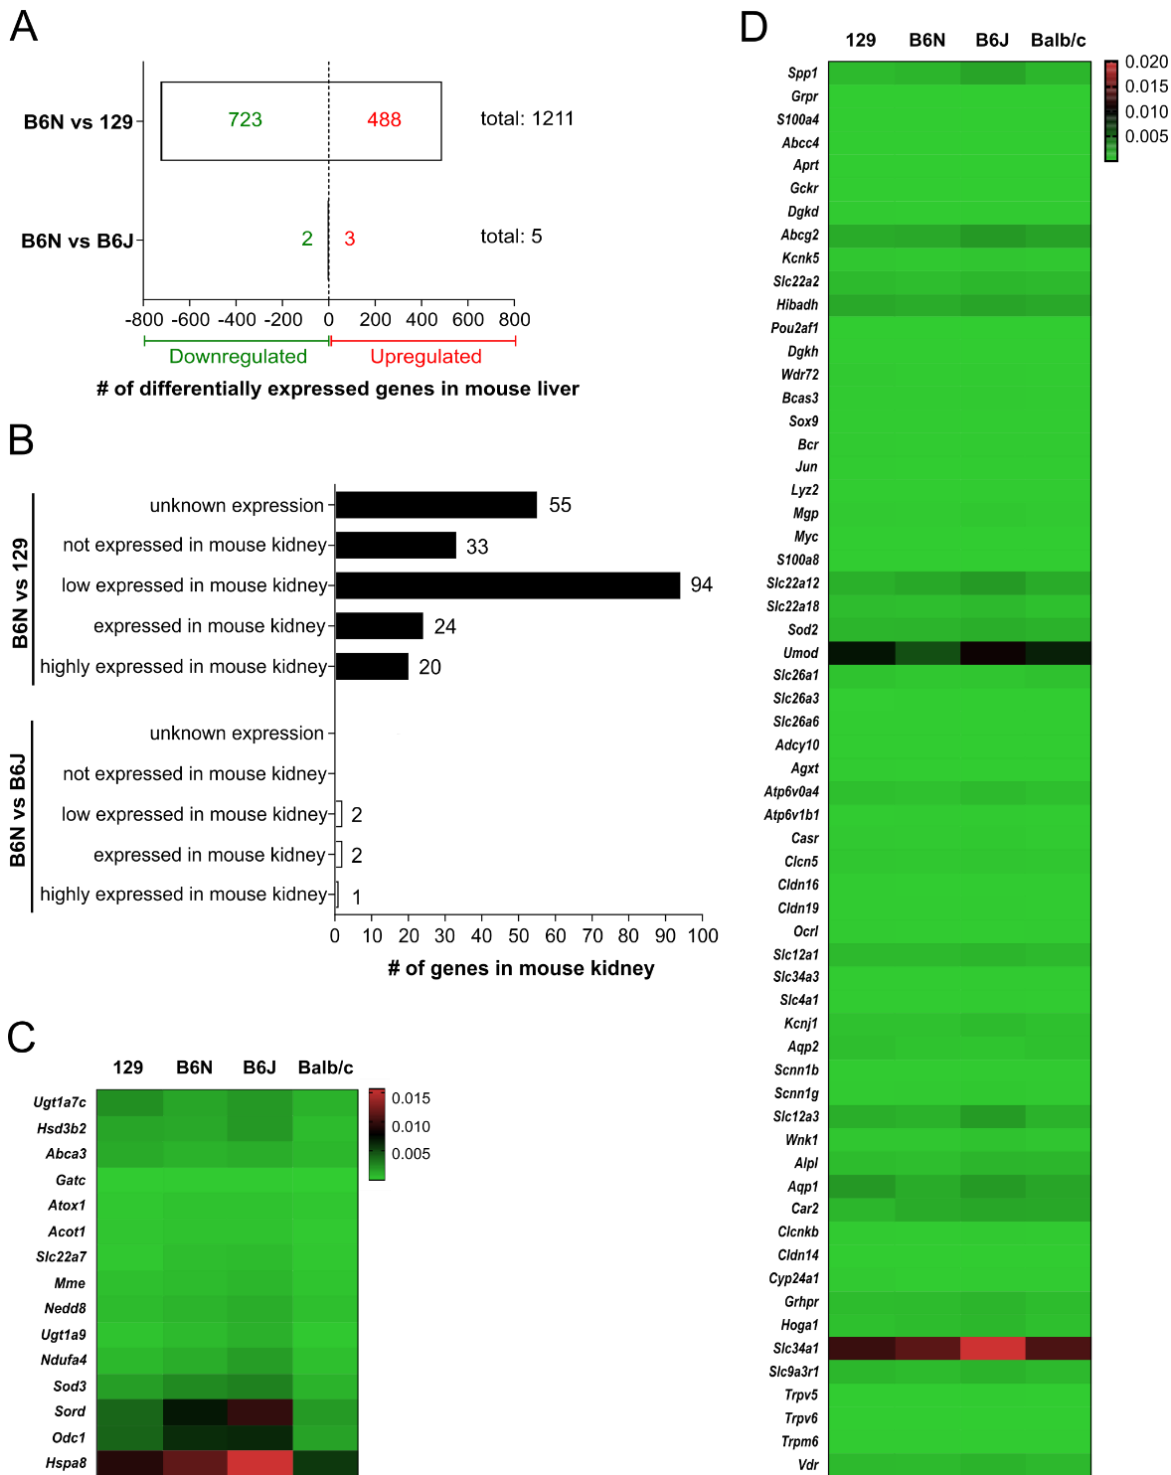 A
B6N vs 129
723
488
total: 1211
B6N vs B6J
2
3
total: 5
-800 -600 -400 -200 0 200 400 600 800
Downregulated
Upregulated
# of differentially expressed genes in mouse liver
B
B6N vs 129
unknown expression 55
not expressed in mouse kidney 33
low expressed in mouse kidney 94
expressed in mouse kidney 24
highly expressed in mouse kidney 20
B6N vs B6J
unknown expression
not expressed in mouse kidney
low expressed in mouse kidney 2
expressed in mouse kidney 2
highly expressed in mouse kidney 1
0 10 20 30 40 50 60 70 80 90 100
# of genes in mouse kidney
C
129 B6N B6J Balb/c
Ugt1a7c
Hsd3b2
Abca3
Gatc
Atox1
Acot1
Slc22a7
Mme
Nedd8
Ugt1a9
Ndufa4
Sod3
Sord
Odc1
Hspa8
0.015
0.010
0.005
D
129 B6N B6J Balb/c
Spp1
Grpr
S100a4
Abcc4
Aprt
Gckr
Dgkd
Abcg2
Kcnk5
Slc22a2
Hibadh
Pou2af1
Dgkh
Wdr72
Bcas3
Sox9
Bcr
Jun
Lyz2
Mgp
Myc
S100a8
Slc22a12
Slc22a18
Sod2
Umod
Slc26a1
Slc26a3
Slc26a6
Adcy10
Agxt
Atp6v0a4
Atp6v1b1
Casr
Clcn5
Cldn16
Cldn19
Ocrl
Slc12a1
Slc34a3
Slc4a1
Kcnj1
Aqp2
Scnn1b
Scnn1g
Slc12a3
Wnk1
Alpl
Aqp1
Car2
Clcnkb
Cldn14
Cyp24a1
Grhpr
Hoga1
Slc34a1
Slc9a3r1
Trpv5
Trpv6
Trpm6
Vdr
0.020
0.015
0.010
0.005